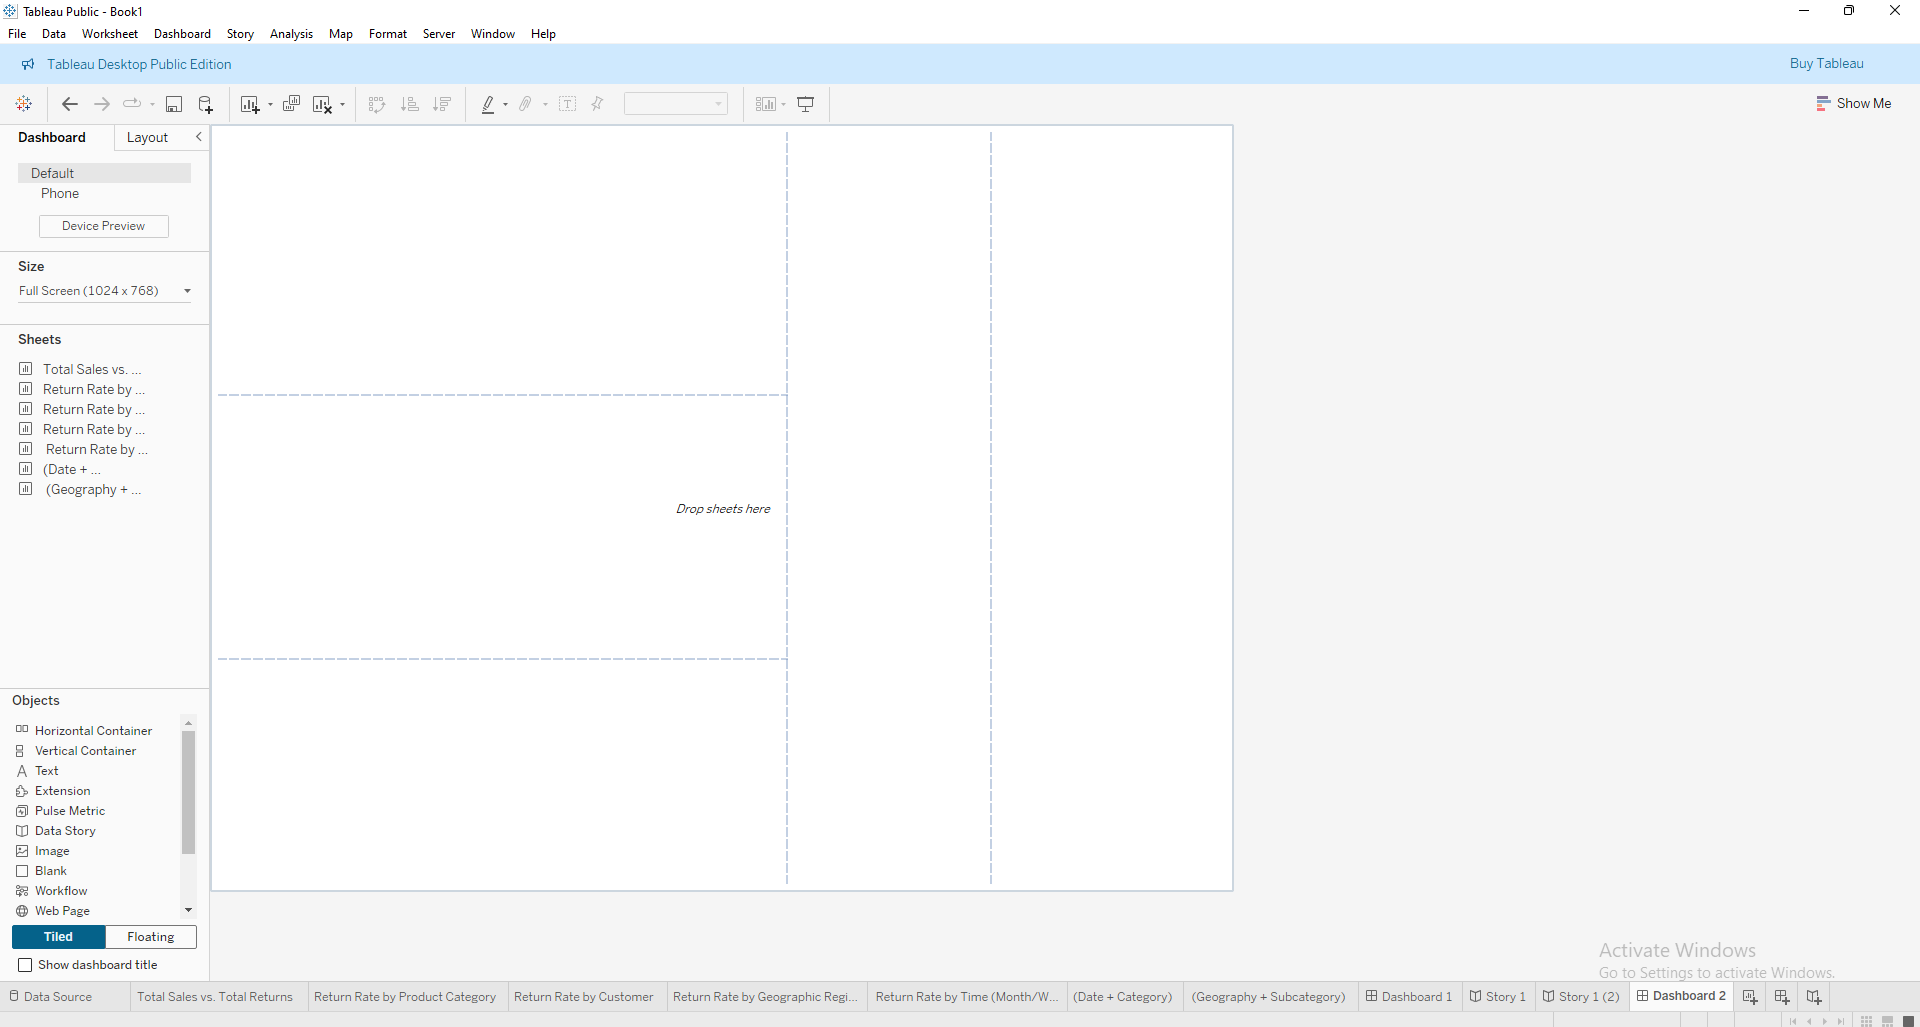 Tableau Public - Book1
File Data Worksheet Dashboard Story Analysis Map Format Server Window Help
Tableau Desktop Public Edition
Buy Tableau
Show Me
Dashboard Layout
Default
Phone
Device Preview
Size
Full Screen (1024 x 768)
Sheets
Total Sales vs. ...
Return Rate by ...
Return Rate by ...
Return Rate by ...
Return Rate by ...
(Date + ...
(Geography + ...
Drop sheets here
Objects
Horizontal Container
Vertical Container
Text
Extension
Pulse Metric
Data Story
Image
Blank
Workflow
Web Page
Tiled Floating
Show dashboard title
Activate Windows
Go to Settings to activate Windows.
Data Source Total Sales vs. Total Returns Return Rate by Product Category Return Rate by Customer Return Rate by Geographic Regi... Return Rate by Time (Month/W... (Date + Category) (Geography + Subcategory) Dashboard 1 Story 1 Story 1 (2) Dashboard 2